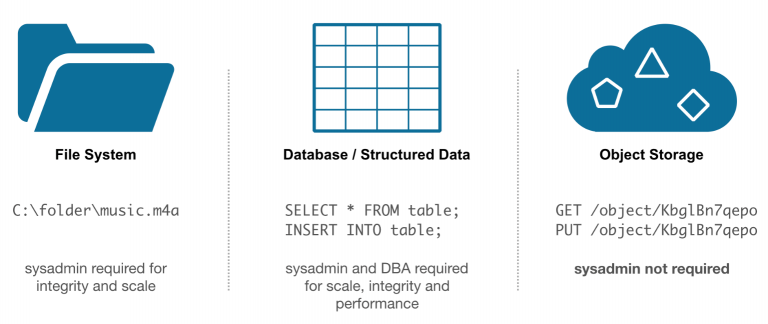 File System
C:\folder\music.m4a
sysadmin required for
integrity and scale
Database / Structured Data
SELECT * FROM table;
INSERT INTO table;
sysadmin and DBA required
for scale, integrity and
performance
Object Storage
GET /object/KbglBn7qepo
PUT /object/KbglBn7qepo
sysadmin not required